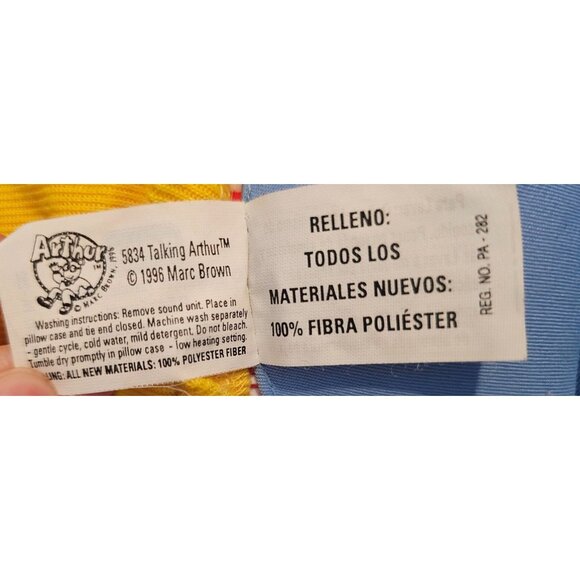 Arthur™
© MARC BROWN, 1996
5834 Talking Arthur™
© 1996 Marc Brown
Washing instructions: Remove sound unit. Place in
pillow case and tie end closed. Machine wash separately
- gentle cycle, cold water, mild detergent. Do not bleach.
Tumble dry promptly in pillow case - low heating setting.
ALL NEW MATERIALS: 100% POLYESTER FIBER
RELLENO:
TODOS LOS
MATERIALES NUEVOS:
100% FIBRA POLIÉSTER
REG. NO. PA - 282